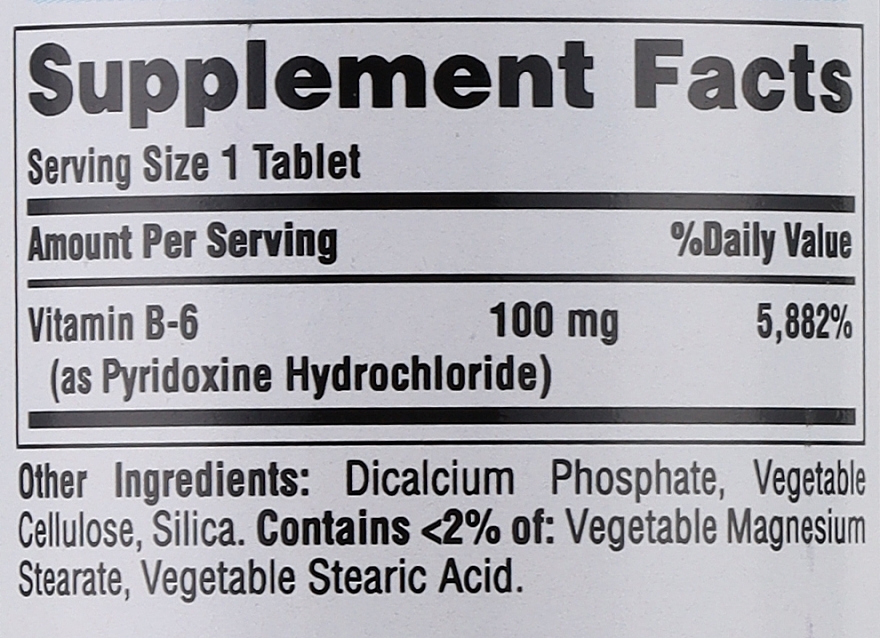 Supplement Facts
Serving Size 1 Tablet
Amount Per Serving %Daily Value
Vitamin B-6 100 mg 5,882%
(as Pyridoxine Hydrochloride)
Other Ingredients: Dicalcium Phosphate, Vegetable
Cellulose, Silica. Contains <2% of: Vegetable Magnesium
Stearate, Vegetable Stearic Acid.